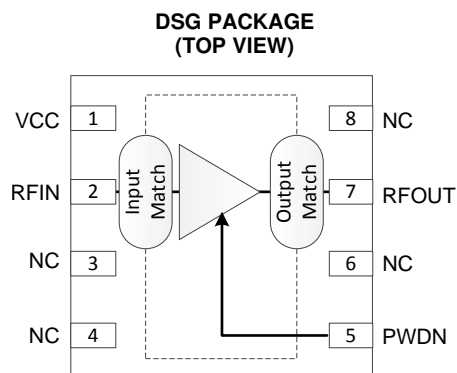 DSG PACKAGE
(TOP VIEW)
VCC 1
8 NC
RFIN 2
Input
Match
Output
Match
7 RFOUT
NC 3
6 NC
NC 4
5 PWDN